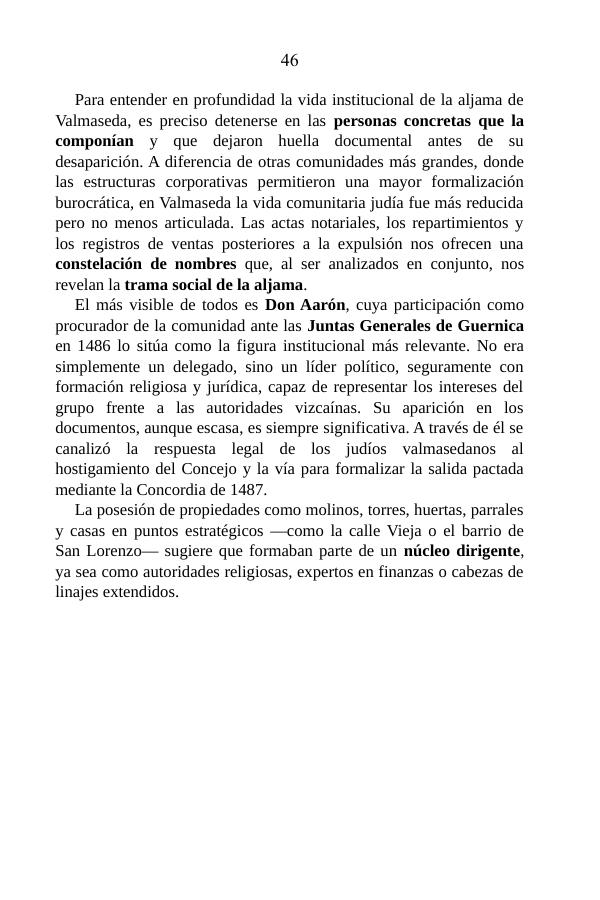 46
Para entender en profundidad la vida institucional de la aljama de
Valmaseda, es preciso detenerse en las personas concretas que la
componían y que dejaron huella documental antes de su
desaparición. A diferencia de otras comunidades más grandes, donde
las estructuras corporativas permitieron una mayor formalización
burocrática, en Valmaseda la vida comunitaria judía fue más reducida
pero no menos articulada. Las actas notariales, los repartimientos y
los registros de ventas posteriores a la expulsión nos ofrecen una
constelación de nombres que, al ser analizados en conjunto, nos
revelan la trama social de la aljama.
El más visible de todos es Don Aarón, cuya participación como
procurador de la comunidad ante las Juntas Generales de Guernica
en 1486 lo sitúa como la figura institucional más relevante. No era
simplemente un delegado, sino un líder político, seguramente con
formación religiosa y jurídica, capaz de representar los intereses del
grupo frente a las autoridades vizcaínas. Su aparición en los
documentos, aunque escasa, es siempre significativa. A través de él se
canalizó la respuesta legal de los judíos valmasedanos al
hostigamiento del Concejo y la vía para formalizar la salida pactada
mediante la Concordia de 1487.
La posesión de propiedades como molinos, torres, huertas, parrales
y casas en puntos estratégicos —como la calle Vieja o el barrio de
San Lorenzo— sugiere que formaban parte de un núcleo dirigente,
ya sea como autoridades religiosas, expertos en finanzas o cabezas de
linajes extendidos.